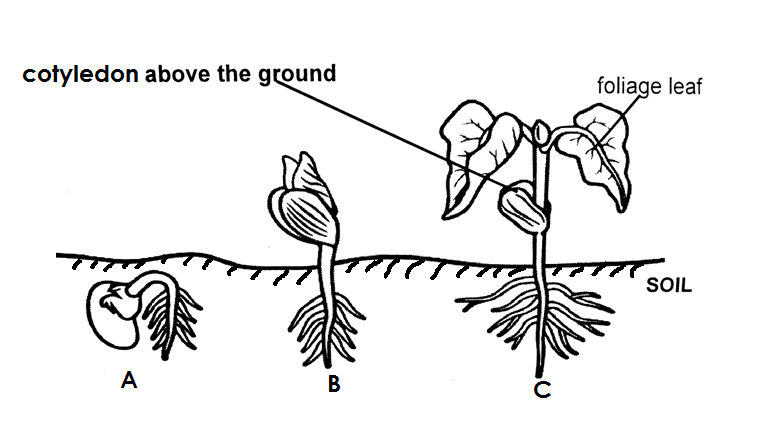 cotyledon above the ground
foliage leaf
SOIL
A
B
C